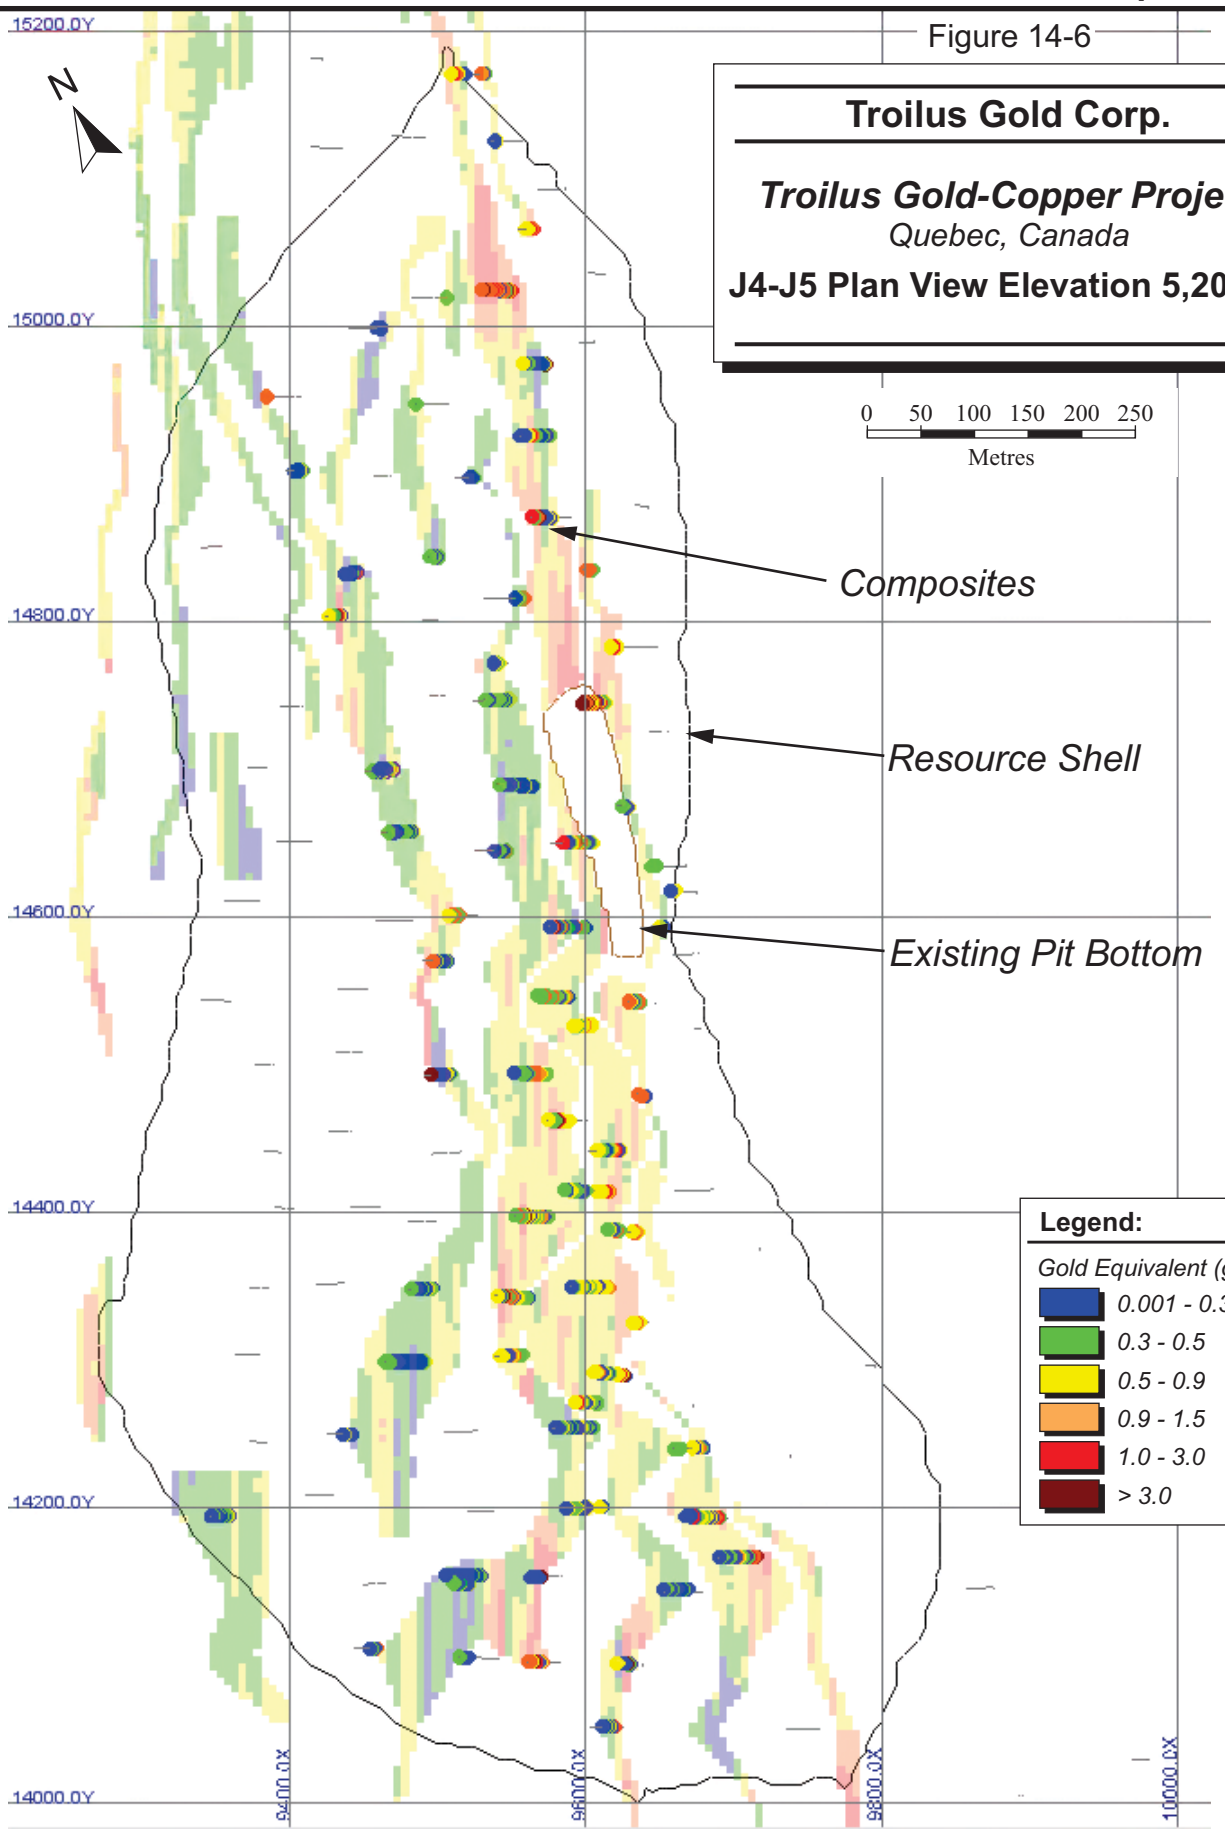 15200.0Y
Figure 14-6
N
Troilus Gold Corp.
Troilus Gold-Copper Proje
Quebec, Canada
J4-J5 Plan View Elevation 5,20
15000.0Y
0 50 100 150 200 250
Metres
Composites
14800.0Y
Resource Shell
14600.0Y
Existing Pit Bottom
14400.0Y
Legend:
Gold Equivalent (g
0.001 - 0.3
0.3 - 0.5
0.5 - 0.9
0.9 - 1.5
1.0 - 3.0
> 3.0
14200.0Y
14000.0Y
9400.0X
9600.0X
9800.0X
10000.0X